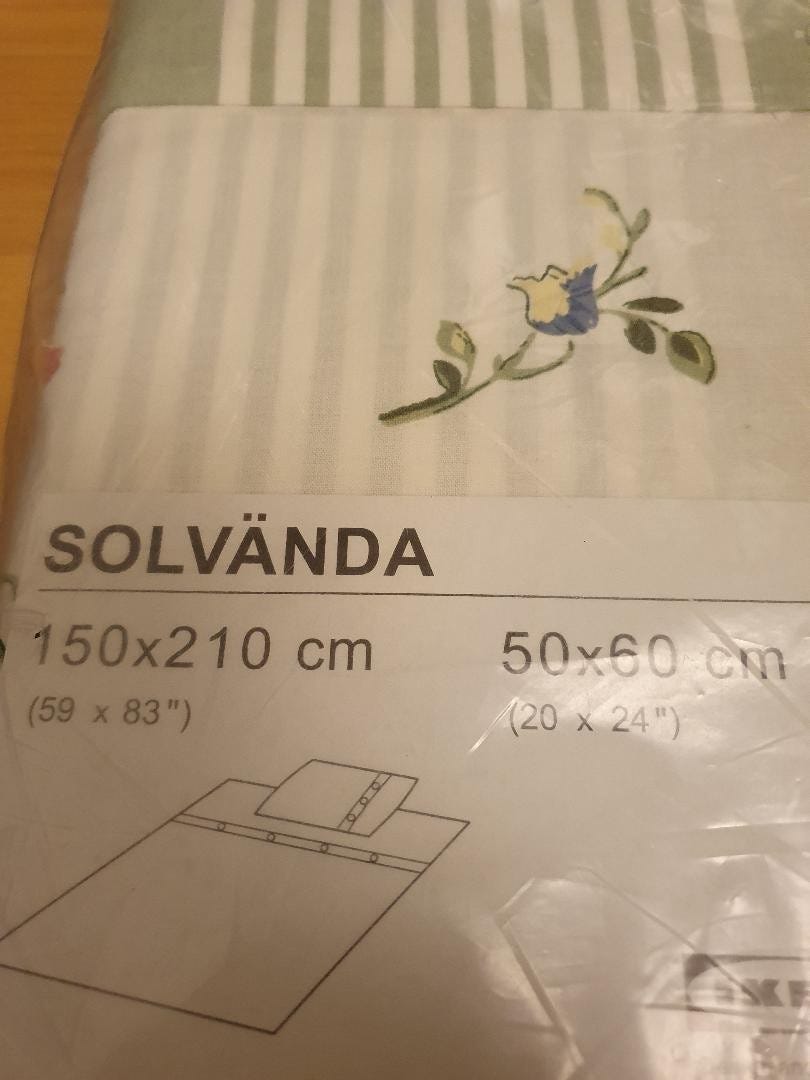 SOLVÄNDA
150x210 cm 50x60 cm
(59 x 83") (20 x 24")